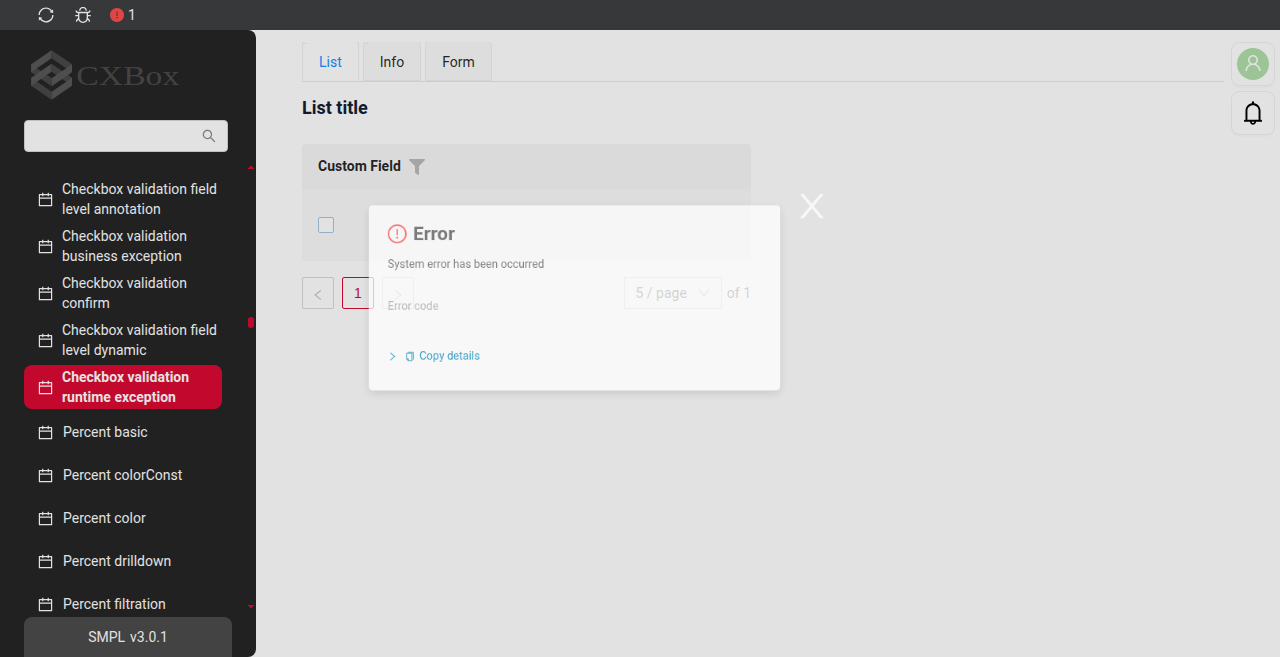 1
CXBox
List
Info
Form
List title
Custom Field
Checkbox validation field
level annotation
Checkbox validation
business exception
Checkbox validation
confirm
Checkbox validation field
level dynamic
Checkbox validation
runtime exception
Percent basic
Percent colorConst
Percent color
Percent drilldown
Percent filtration
SMPL v3.0.1
X
Error
System error has been occurred
1
5 / page
of 1
Error code
Copy details